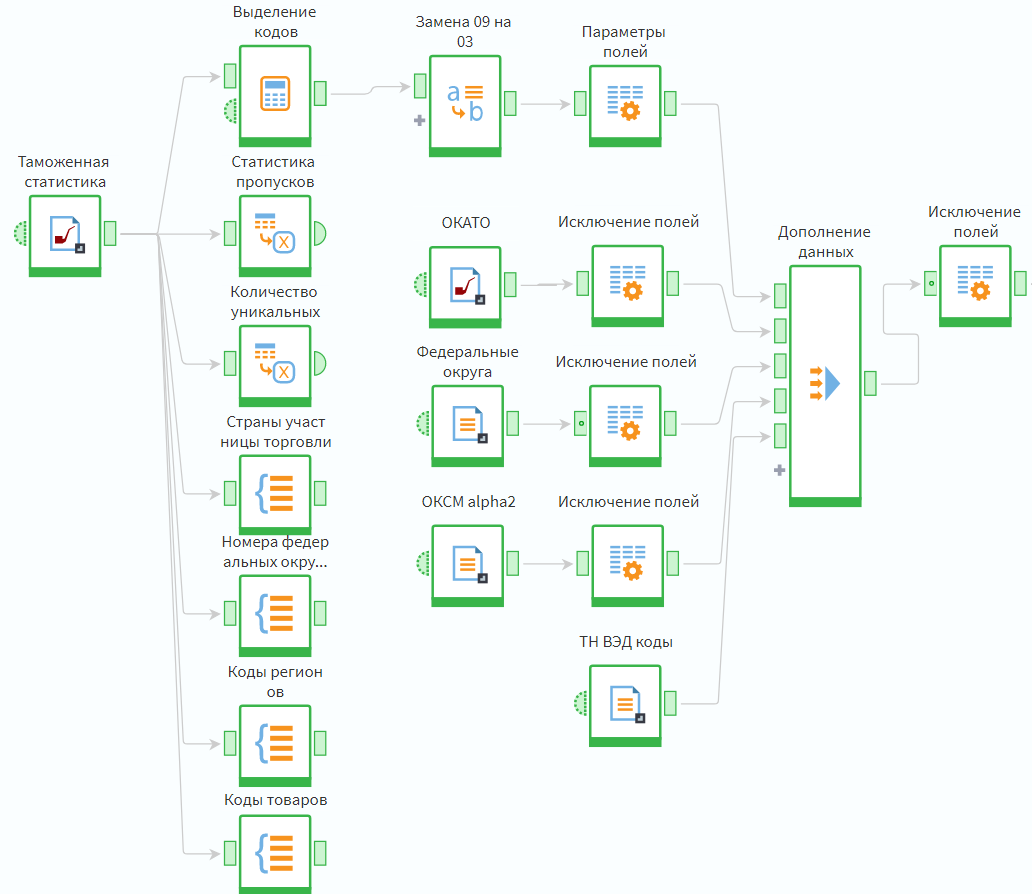 Выделение
кодов
Замена 09 на
03
Параметры
полей
Таможенная
статистика
Статистика
пропусков
ОКАТО
Исключение полей
Дополнение
данных
Исключение
полей
Количество
уникальных
Федеральные
округа
Исключение полей
Страны участ
ницы торговли
ОКСМ alpha2
Исключение полей
Номера федер
альных окру...
ТН ВЭД коды
Коды регион
ов
Коды товаров